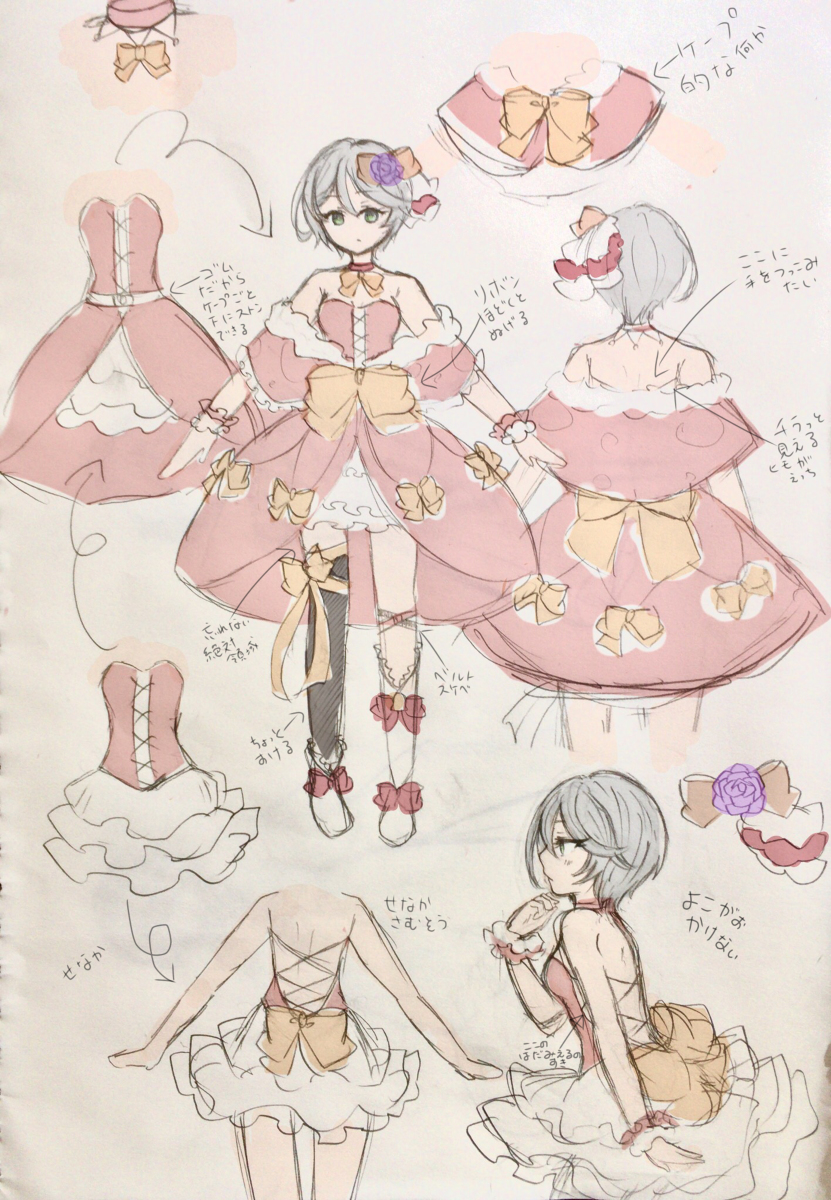 ケープ
的な何か
ゴム
だから
ケープごと
下にストン
できる
リボン
ほどくと
ぬげる
ここに
手をつっこみ
たい
チラっと
見える
ヒモが
えっち
忘れない
絶対
領域
ベルト
スケベ
ちょっと
あける
せなか
さむそう
せなか
よこがお
かけない
ここの
はだみえるの
すき